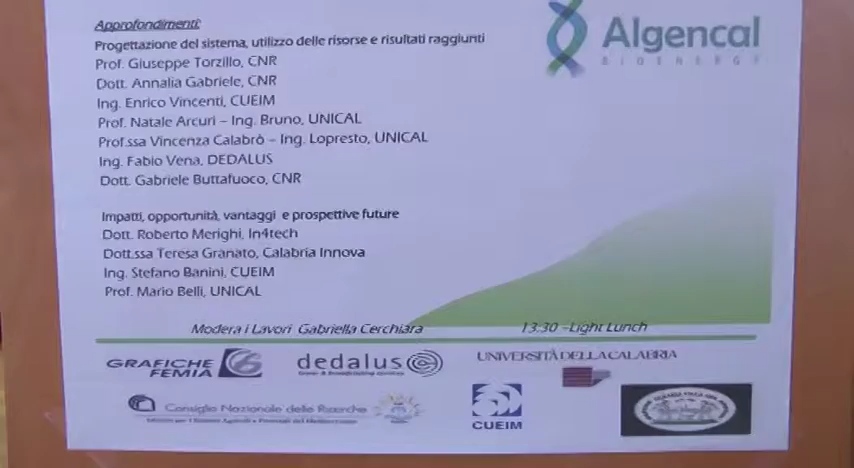 Approfondimenti:
Progettazione del sistema, utilizzo delle risorse e risultati raggiunti
Prof. Giuseppe Torzillo, CNR
Dott. Annalia Gabriele, CNR
Ing. Enrico Vincenti, CUEIM
Prof. Natale Arcuri – Ing. Bruno, UNICAL
Prof.ssa Vincenza Calabrò – Ing. Lopresto, UNICAL
Ing. Fabio Vena, DEDALUS
Dott. Gabriele Buttafuoco, CNR
Algencal
BIOENERGY
Impatti, opportunità, vantaggi e prospettive future
Dott. Roberto Merighi, In4tech
Dott.ssa Teresa Granato, Calabria Innova
Ing. Stefano Banini, CUEIM
Prof. Mario Belli, UNICAL
Modera i Lavori Gabriella Cerchiara
13:30 –Light Lunch
GRAFICHE
FEMIA
dedalus
UNIVERSITÀ DELLA CALABRIA
Consiglio Nazionale delle Ricerche
CUEIM